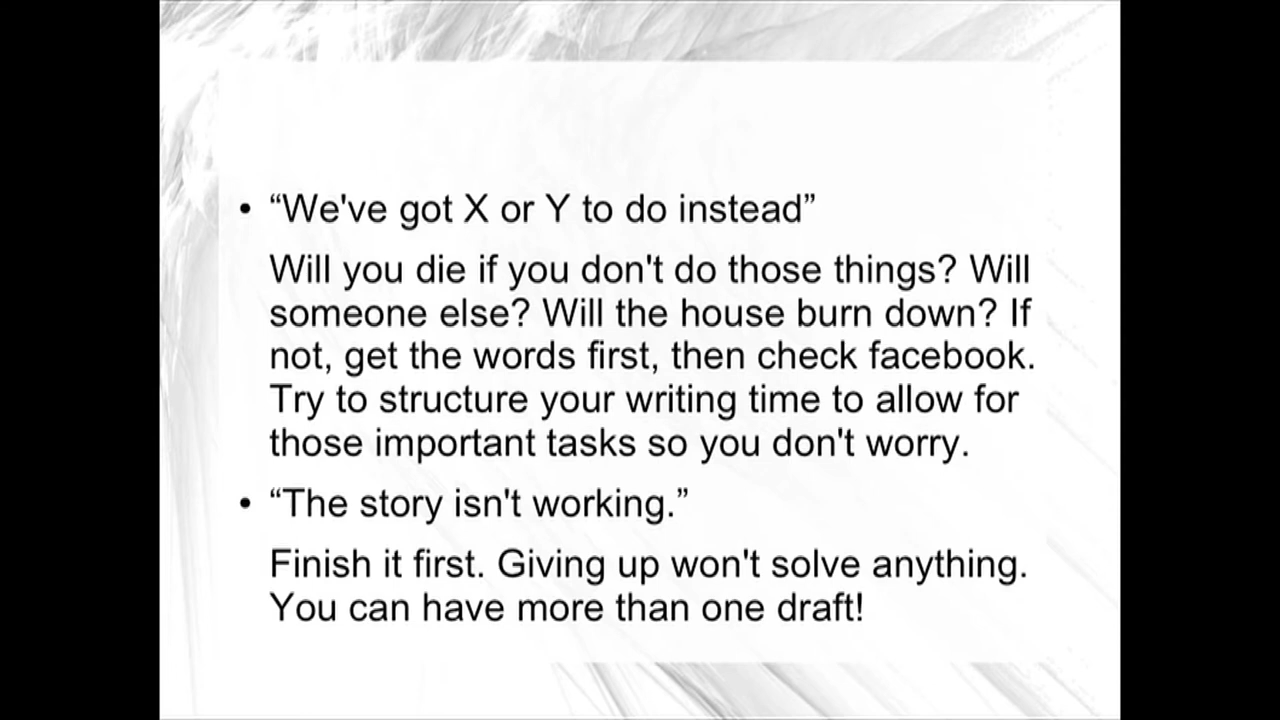 • “We've got X or Y to do instead”
Will you die if you don't do those things? Will
someone else? Will the house burn down? If
not, get the words first, then check facebook.
Try to structure your writing time to allow for
those important tasks so you don't worry.
• “The story isn't working.”
Finish it first. Giving up won't solve anything.
You can have more than one draft!